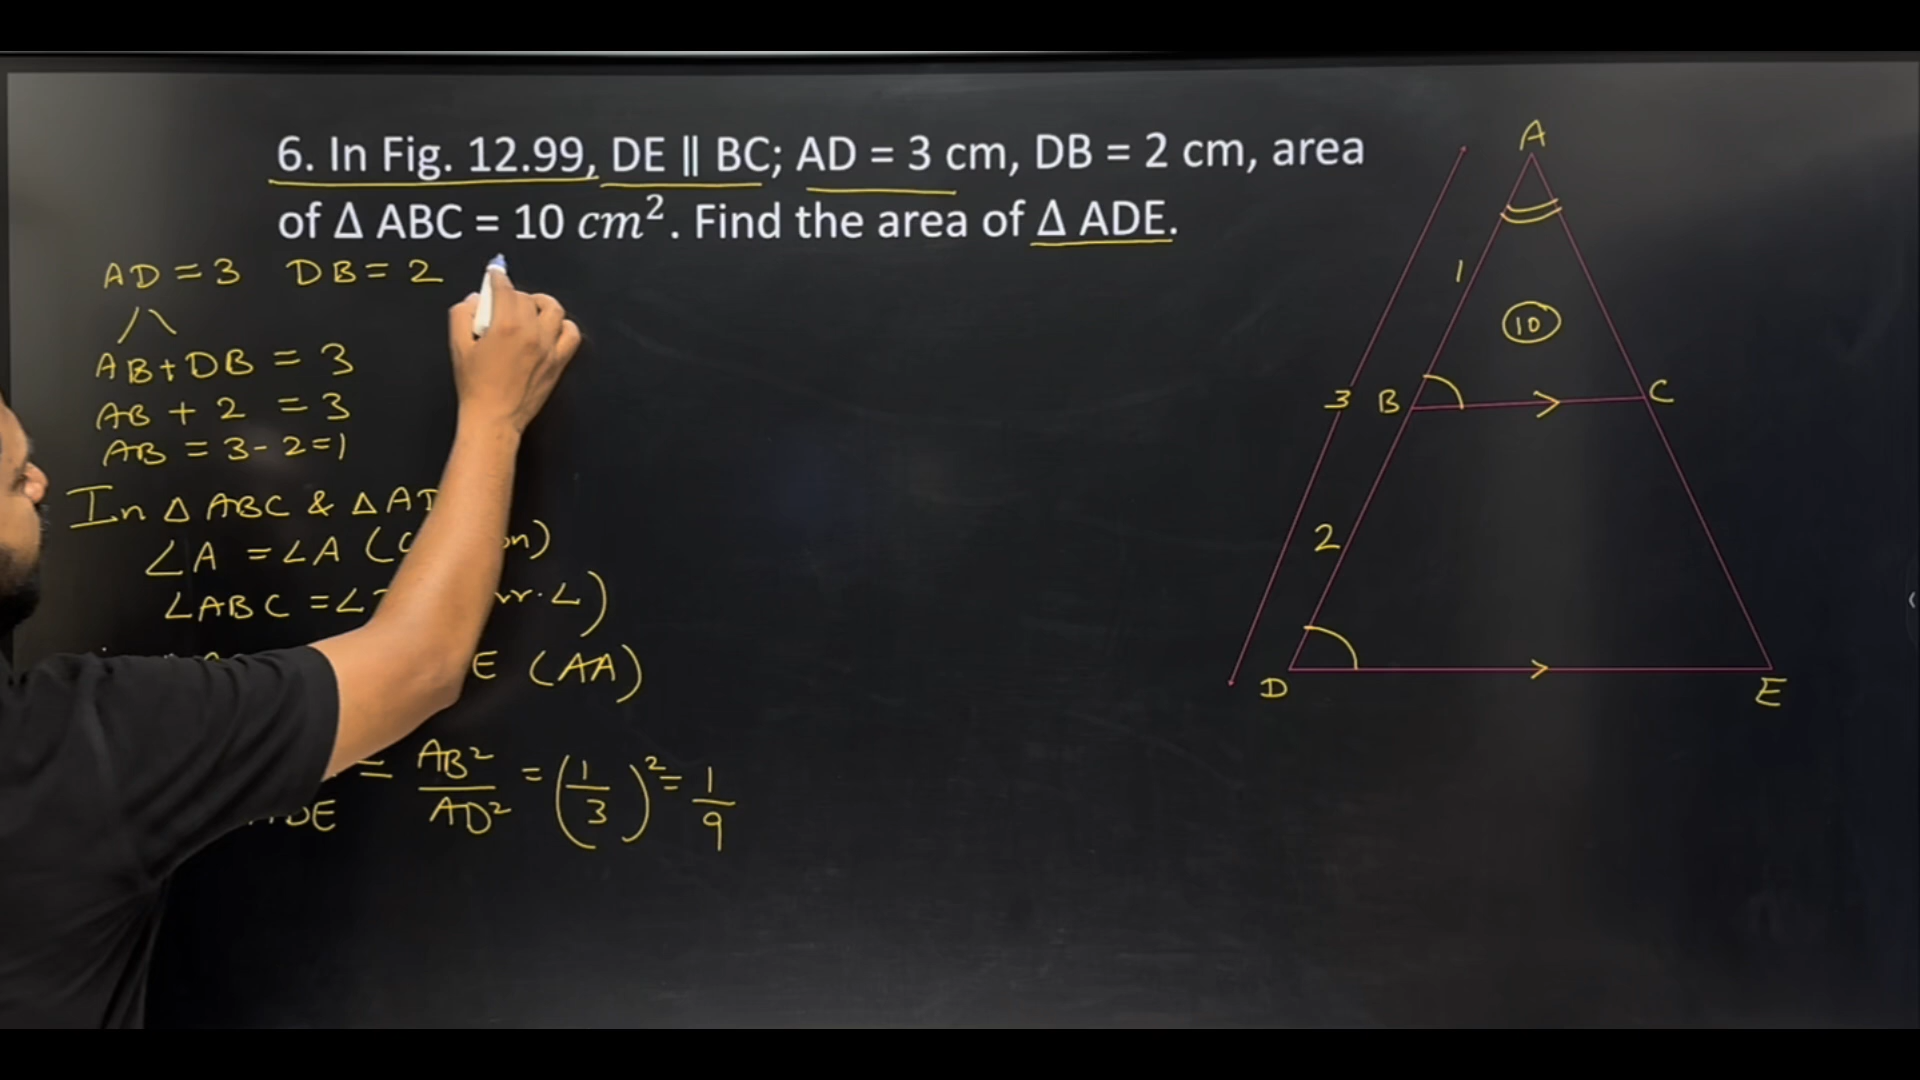 6. In Fig. 12.99, DE ∥ BC; AD = 3 cm, DB = 2 cm, area
of Δ ABC = 10 cm². Find the area of Δ ADE.
AD = 3 DB = 2
AB + DB = 3
AB + 2 = 3
AB = 3 - 2 = 1
In Δ ABC & Δ AD
∠A = ∠A
∠ABC = ∠
E (AA)
= AB²/AD² = (1/3)² = 1/9
A
1
10
3 B C
2
D E